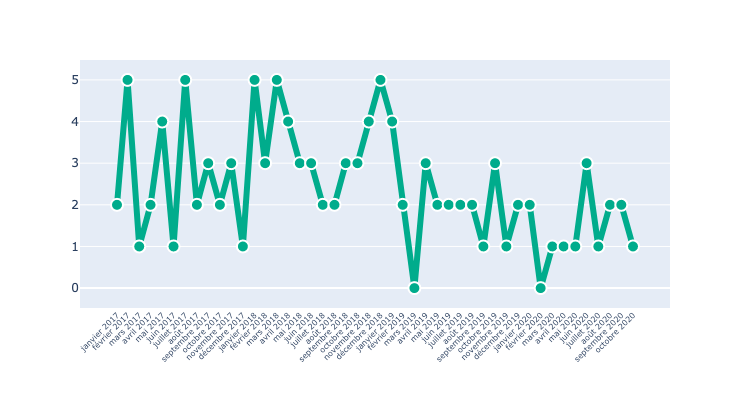 5
4
3
2
1
0
janvier 2017
février 2017
mars 2017
avril 2017
mai 2017
juin 2017
juillet 2017
août 2017
septembre 2017
octobre 2017
novembre 2017
décembre 2017
janvier 2018
février 2018
mars 2018
avril 2018
mai 2018
juin 2018
juillet 2018
août 2018
septembre 2018
octobre 2018
novembre 2018
décembre 2018
janvier 2019
février 2019
mars 2019
avril 2019
mai 2019
juin 2019
juillet 2019
août 2019
septembre 2019
octobre 2019
novembre 2019
décembre 2019
janvier 2020
février 2020
mars 2020
avril 2020
mai 2020
juin 2020
juillet 2020
août 2020
septembre 2020
octobre 2020